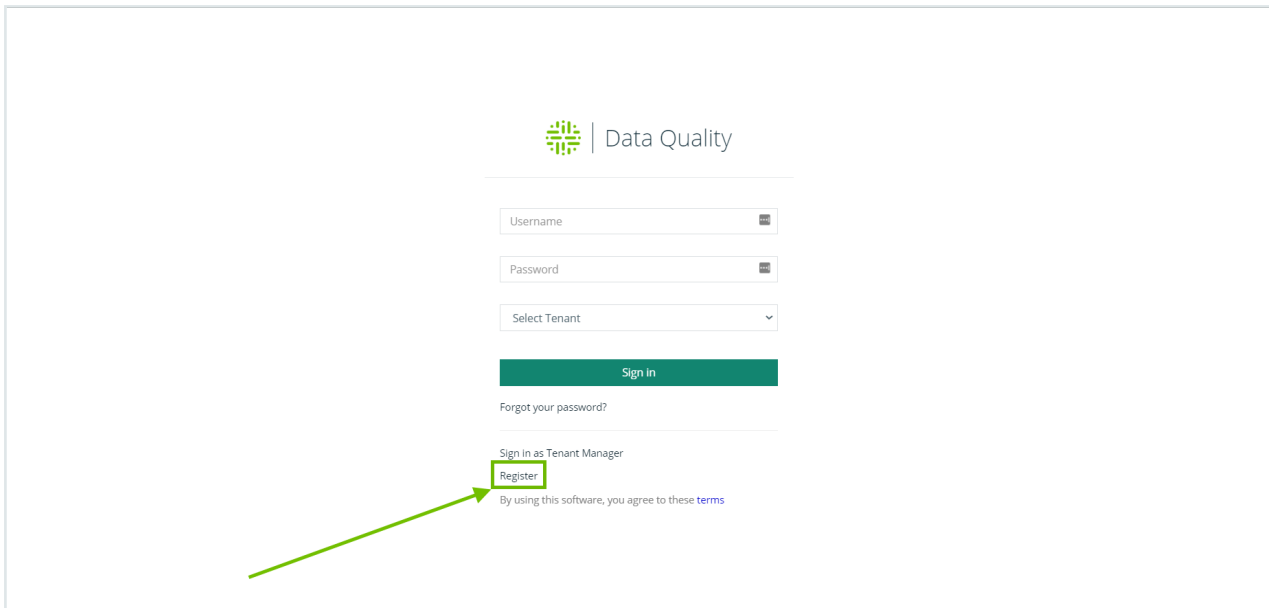 Data Quality
Username
Password
Select Tenant
Sign in
Forgot your password?
Sign in as Tenant Manager
Register
By using this software, you agree to these terms